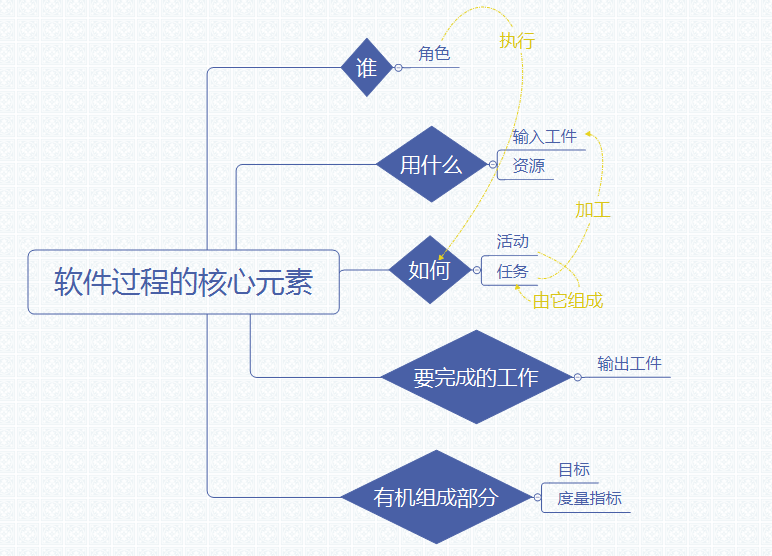 执行
谁
角色
输入工件
用什么
资源
加工
活动
如何
任务
软件过程的核心元素
由它组成
输出工件
要完成的工作
目标
有机组成部分
度量指标